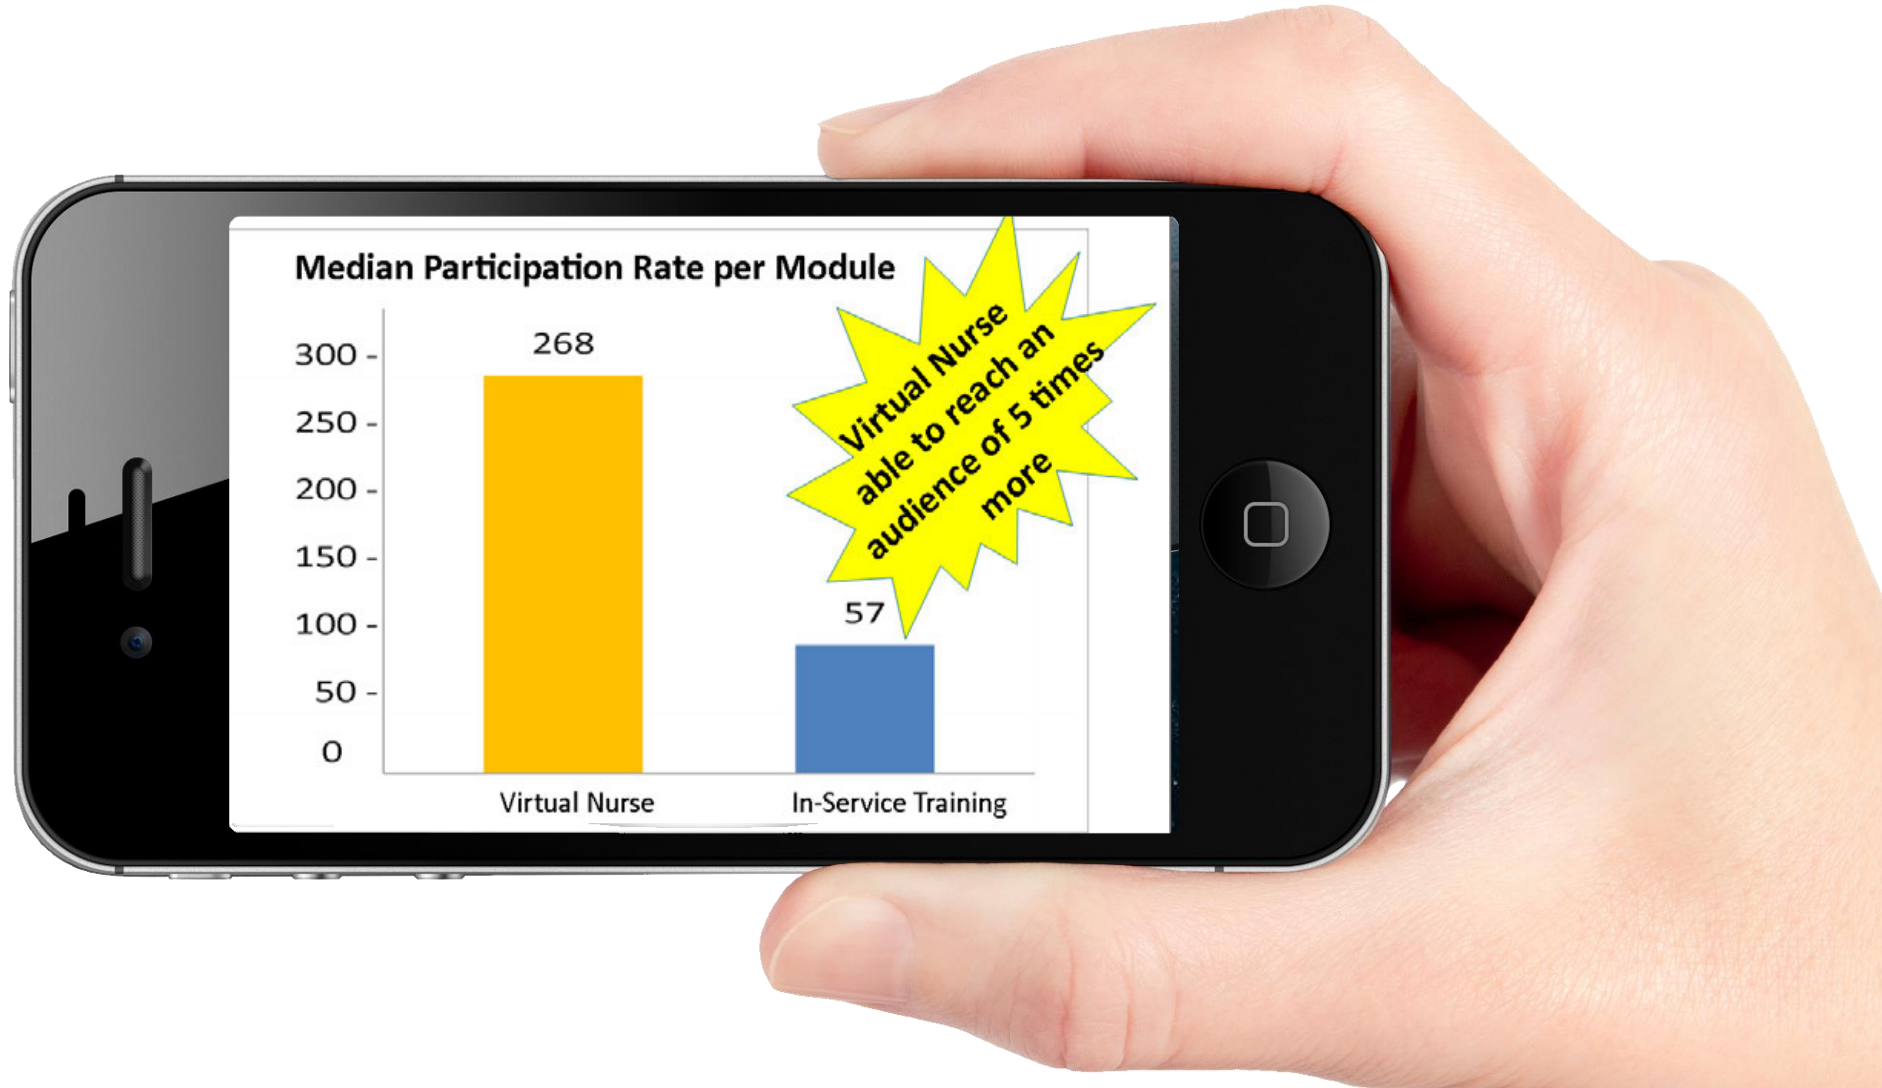 Median Participation Rate per Module
300 -
250 -
200 -
150 -
100 -
50 -
0
268
57
Virtual Nurse
In-Service Training
Virtual Nurse
able to reach an
audience of 5 times
more